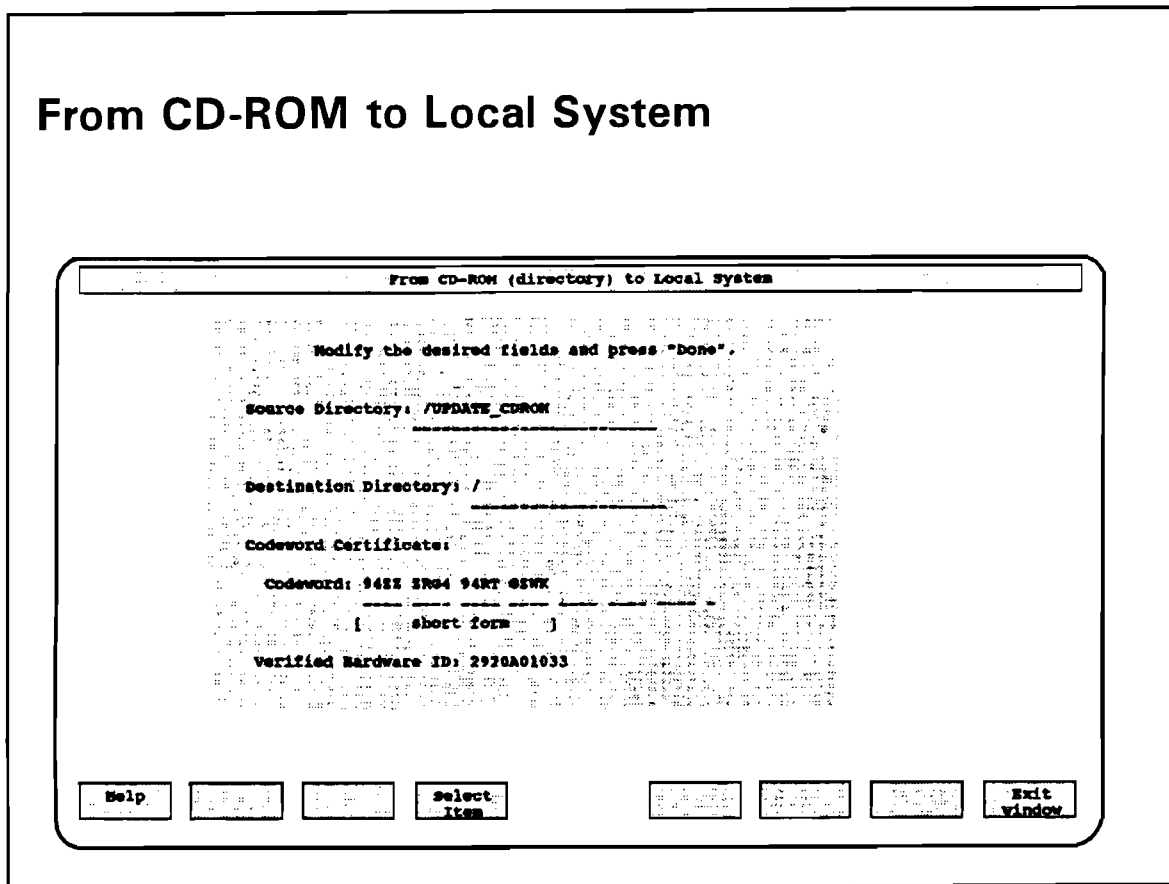 From CD-ROM to Local System
From CD-ROM (directory) to Local System
Modify the desired fields and press "Done".
Source Directory: /UPDATE_CDROM
Destination Directory: /
Codeword Certificate:
Codeword:
[ short form ]
Verified Hardware ID: 2920A01033
Help
Select
Item
Exit
window